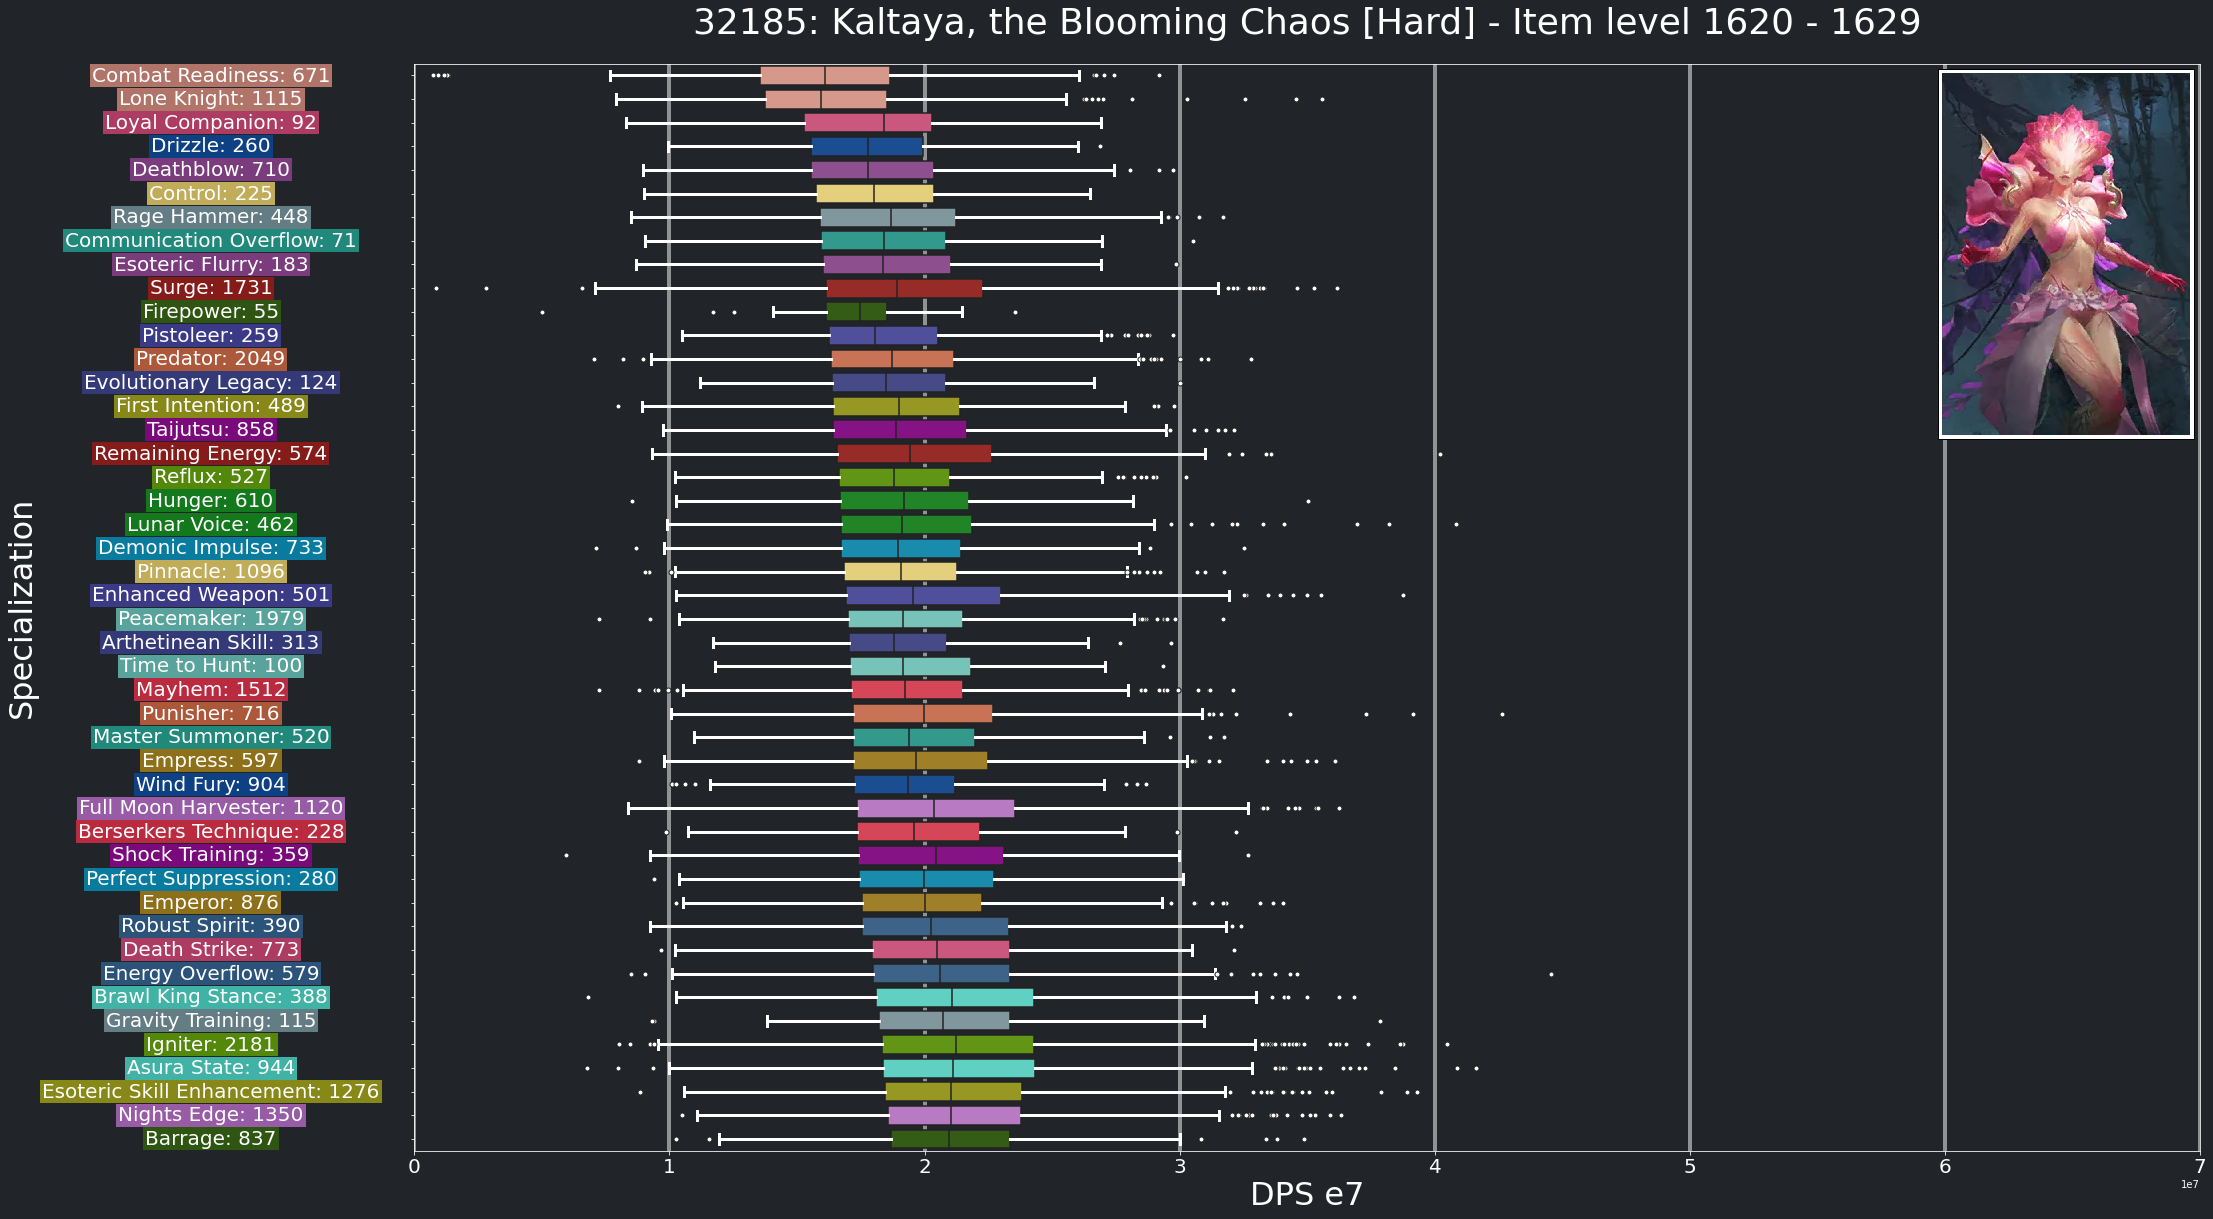 32185: Kaltaya, the Blooming Chaos [Hard] - Item level 1620 - 1629
Specialization
Combat Readiness: 671
Lone Knight: 1115
Loyal Companion: 92
Drizzle: 260
Deathblow: 710
Control: 225
Rage Hammer: 448
Communication Overflow: 71
Esoteric Flurry: 183
Surge: 1731
Firepower: 55
Pistoleer: 259
Predator: 2049
Evolutionary Legacy: 124
First Intention: 489
Taijutsu: 858
Remaining Energy: 574
Reflux: 527
Hunger: 610
Lunar Voice: 462
Demonic Impulse: 733
Pinnacle: 1096
Enhanced Weapon: 501
Peacemaker: 1979
Arthetinean Skill: 313
Time to Hunt: 100
Mayhem: 1512
Punisher: 716
Master Summoner: 520
Empress: 597
Wind Fury: 904
Full Moon Harvester: 1120
Berserkers Technique: 228
Shock Training: 359
Perfect Suppression: 280
Emperor: 876
Robust Spirit: 390
Death Strike: 773
Energy Overflow: 579
Brawl King Stance: 388
Gravity Training: 115
Igniter: 2181
Asura State: 944
Esoteric Skill Enhancement: 1276
Nights Edge: 1350
Barrage: 837
0 1 2 3 4 5 6 7
1e7
DPS e7